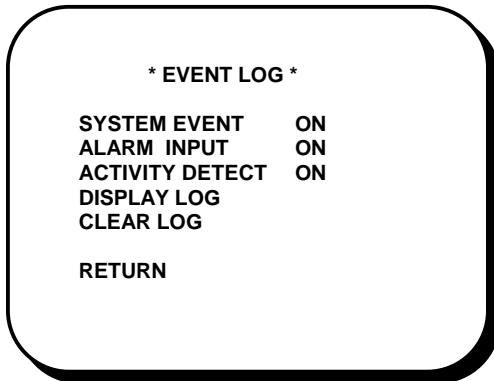 * EVENT LOG *
SYSTEM EVENT ON
ALARM INPUT ON
ACTIVITY DETECT ON
DISPLAY LOG
CLEAR LOG
RETURN